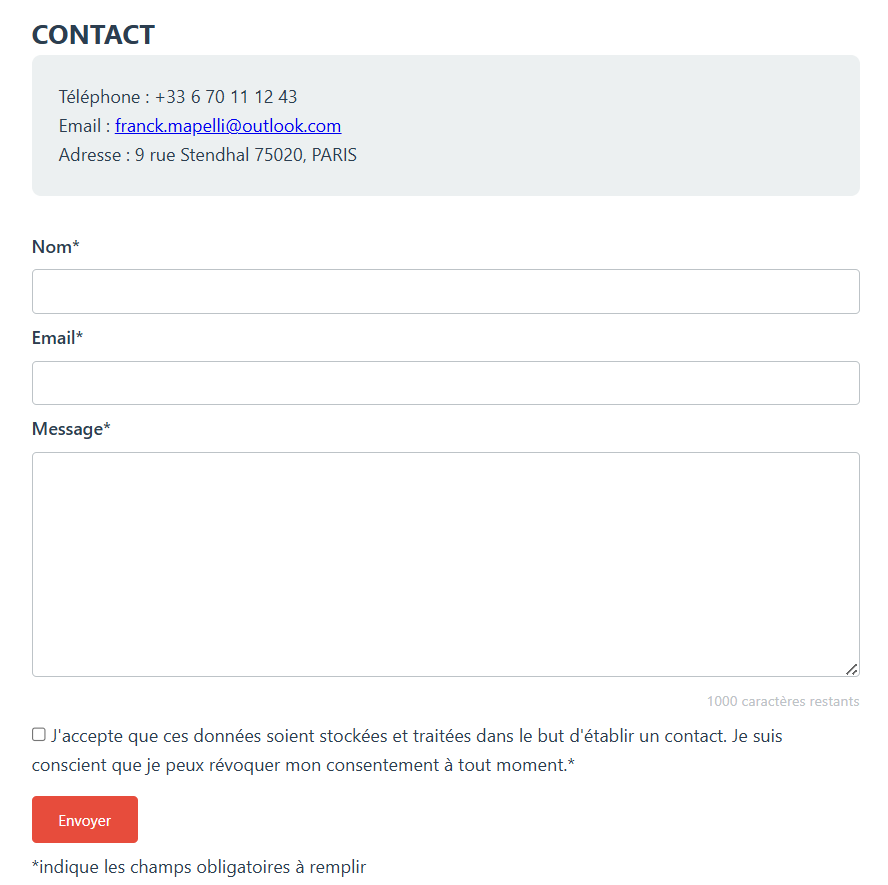 CONTACT
Téléphone : +33 6 70 11 12 43
Email : franck.mapelli@outlook.com
Adresse : 9 rue Stendhal 75020, PARIS
Nom*
Email*
Message*
1000 caractères restants
J'accepte que ces données soient stockées et traitées dans le but d'établir un contact. Je suis
conscient que je peux révoquer mon consentement à tout moment.*
Envoyer
*indique les champs obligatoires à remplir